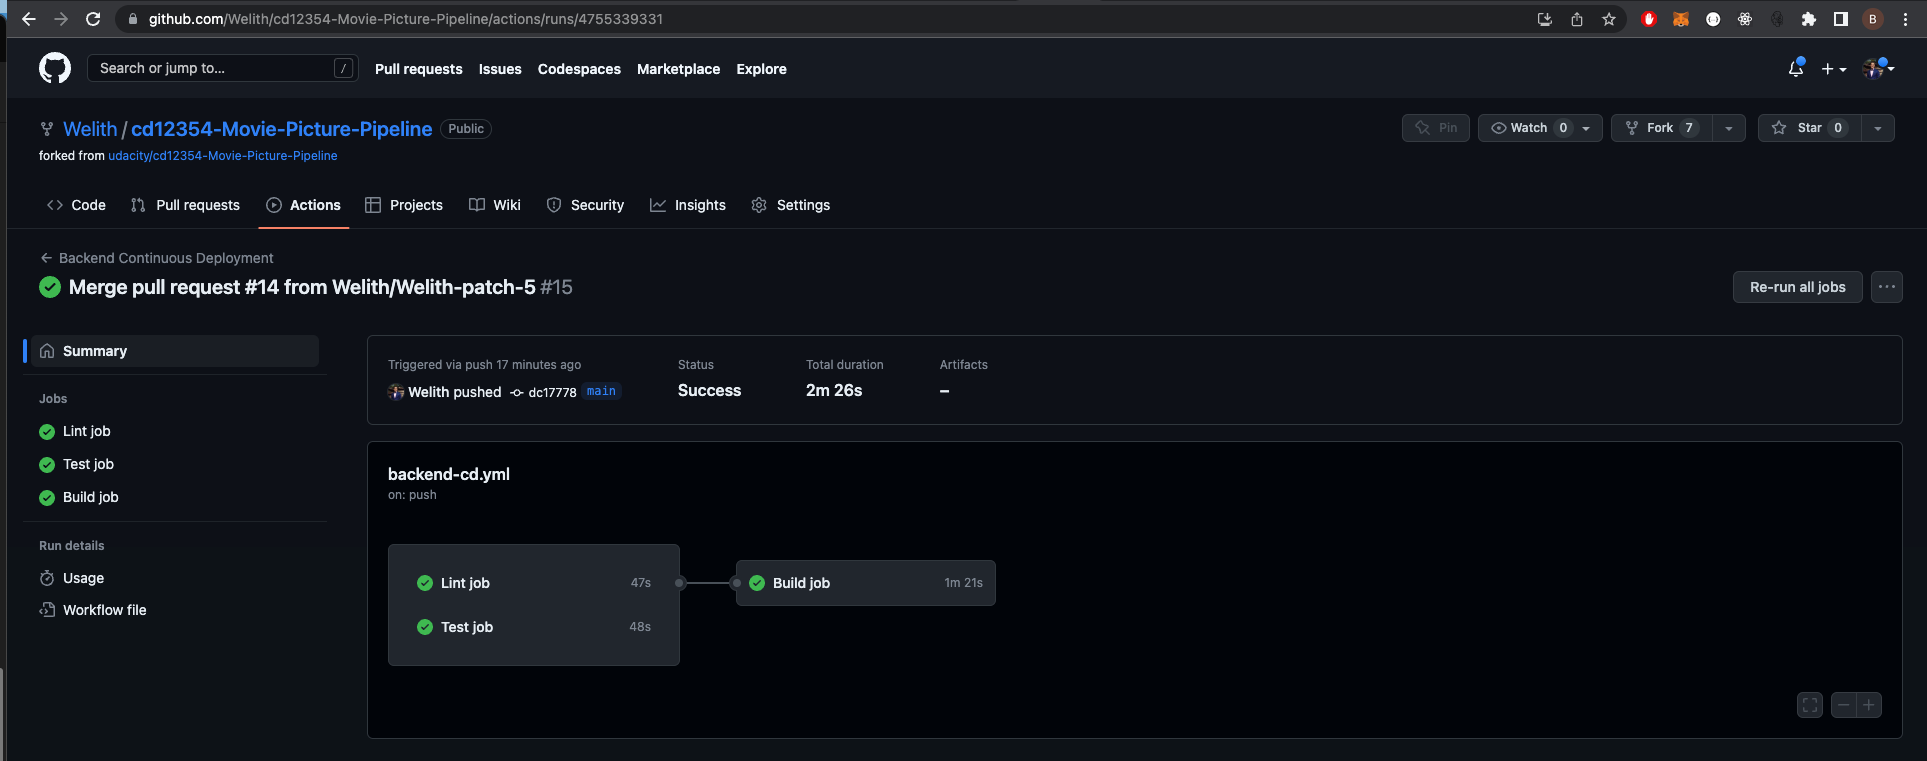 github.com/Welith/cd12354-Movie-Picture-Pipeline/actions/runs/4755339331
B
Search or jump to... /
Pull requests Issues Codespaces Marketplace Explore
Welith / cd12354-Movie-Picture-Pipeline Public
Pin Watch 0 Fork 7 Star 0
forked from udacity/cd12354-Movie-Picture-Pipeline
Code Pull requests Actions Projects Wiki Security Insights Settings
← Backend Continuous Deployment
Merge pull request #14 from Welith/Welith-patch-5 #15
Re-run all jobs ...
Summary
Jobs
Lint job
Test job
Build job
Run details
Usage
Workflow file
Triggered via push 17 minutes ago
Welith pushed dc17778 main
Status
Success
Total duration
2m 26s
Artifacts
–
backend-cd.yml
on: push
Lint job 47s
Test job 48s
Build job 1m 21s